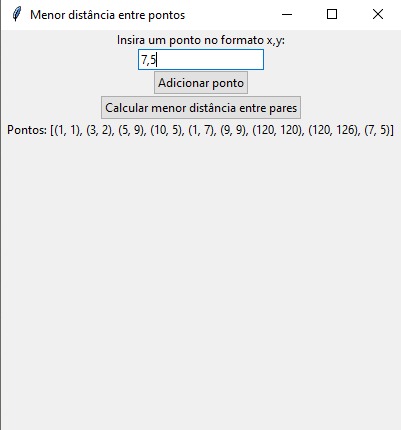 Menor distância entre pontos
Insira um ponto no formato x,y:
7,5
Adicionar ponto
Calcular menor distância entre pares
Pontos: [(1, 1), (3, 2), (5, 9), (10, 5), (1, 7), (9, 9), (120, 120), (120, 126), (7, 5)]